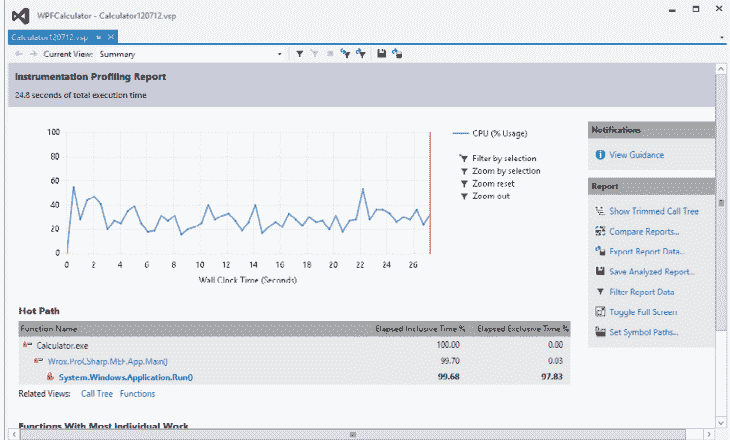 WPFCalculator - Calculator120712.vsp
Calculator120712.vsp
Current View: Summary
Instrumentation Profiling Report
24.8 seconds of total execution time
100
80
60
40
20
0
0 2 4 6 8 10 12 14 16 18 20 22 24 26
Wall Clock Time (Seconds)
CPU (% Usage)
Filter by selection
Zoom by selection
Zoom reset
Zoom out
Notifications
View Guidance
Report
Show Trimmed Call Tree
Compare Reports...
Export Report Data...
Save Analyzed Report...
Filter Report Data
Toggle Full Screen
Set Symbol Paths...
Hot Path
Function Name Elapsed Inclusive Time % Elapsed Exclusive Time %
Calculator.exe 100.00 0.00
Wrox.ProCSharp.MEF.App.Main() 99.70 0.03
System.Windows.Application.Run() 99.68 97.83
Related Views: Call Tree Functions
Functions With Most Individual Work